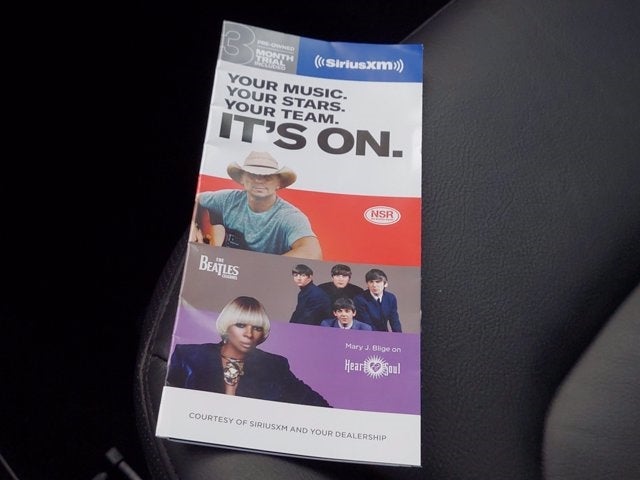 3 PRE-OWNED
MONTH
TRIAL
INCLUDED
((SiriusXM))
YOUR MUSIC.
YOUR STARS.
YOUR TEAM.
IT'S ON.
NSR
THE
BEATLES
CHANNEL
Mary J. Blige on
Heart Soul
COURTESY OF SIRIUSXM AND YOUR DEALERSHIP